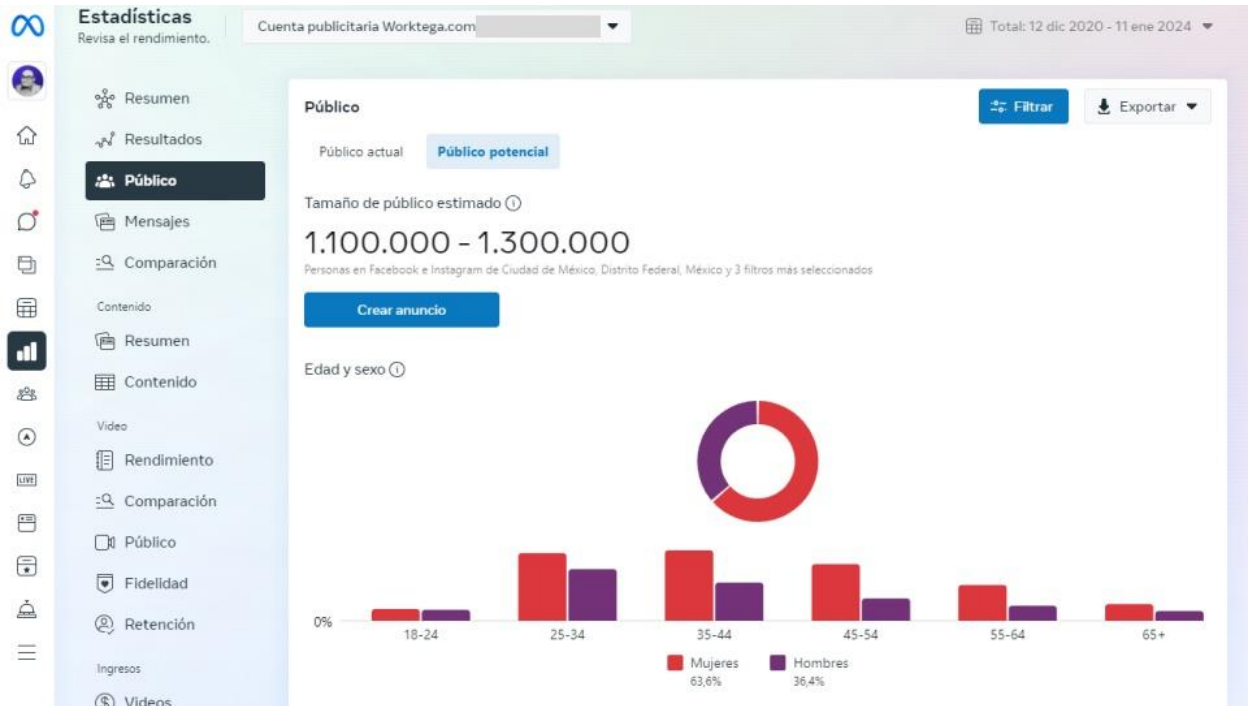 Estadísticas
Revisa el rendimiento.
Cuenta publicitaria Worktega.com
Total: 12 dic 2020 - 11 ene 2024
Resumen
Resultados
Público
Mensajes
Comparación
Contenido
Resumen
Contenido
Video
Rendimiento
Comparación
Público
Fidelidad
Retención
Ingresos
Videos
LIVE
Público
Filtrar
Exportar
Público actual
Público potencial
Tamaño de público estimado
1.100.000 - 1.300.000
Personas en Facebook e Instagram de Ciudad de México, Distrito Federal, México y 3 filtros más seleccionados
Crear anuncio
Edad y sexo
0%
18-24 25-34 35-44 45-54 55-64 65+
Mujeres Hombres
63,6% 36,4%